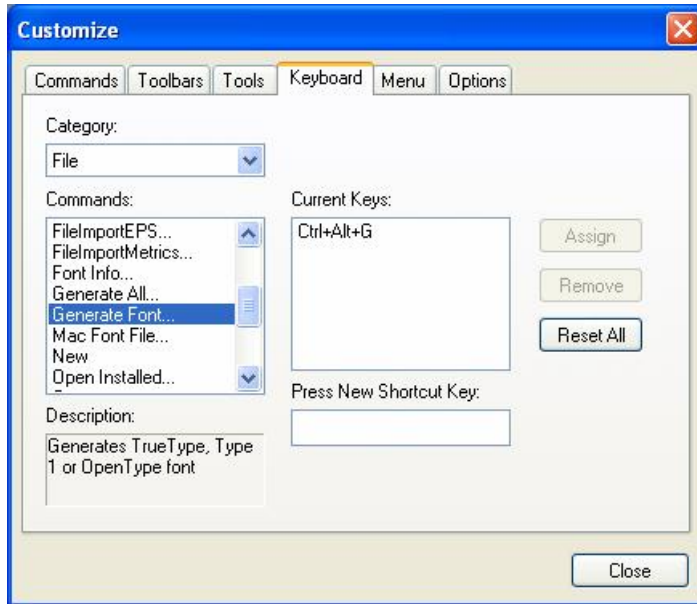 Customize
Commands Toolbars Tools Keyboard Menu Options
Category:
File
Commands:
FileImportEPS...
FileImportMetrics...
Font Info...
Generate All...
Generate Font...
Mac Font File...
New
Open Installed...
Description:
Generates TrueType, Type
1 or OpenType font
Current Keys:
Ctrl+Alt+G
Press New Shortcut Key:
Assign
Remove
Reset All
Close